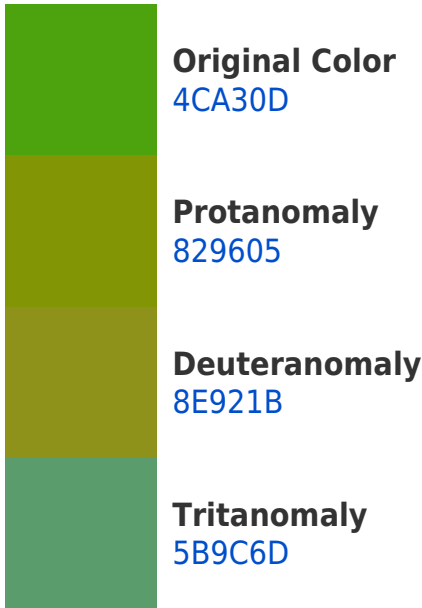 Original Color
4CA30D
Protanomaly
829605
Deuteranomaly
8E921B
Tritanomaly
5B9C6D